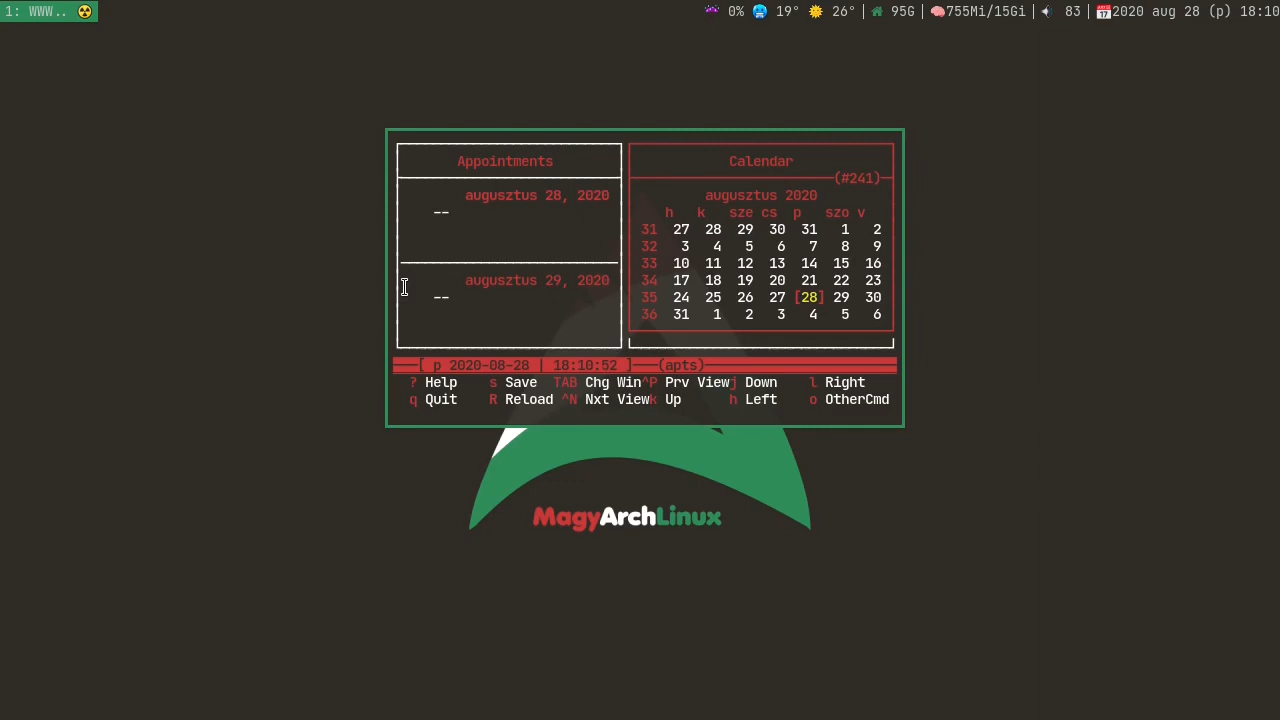 1: WWW..
0% 19° 26° 95G 755Mi/15Gi 83 2020 aug 28 (p) 18:10
Appointments
augusztus 28, 2020
--
augusztus 29, 2020
--
Calendar
(#241)
augusztus 2020
h k sze cs p szo v
31 27 28 29 30 31 1 2
32 3 4 5 6 7 8 9
33 10 11 12 13 14 15 16
34 17 18 19 20 21 22 23
35 24 25 26 27 [28] 29 30
36 31 1 2 3 4 5 6
[ p 2020-08-28 | 18:10:52 ] (apts)
? Help s Save TAB Chg Win ^P Prv View j Down l Right
q Quit R Reload ^N Nxt View k Up h Left o OtherCmd
MagyArchLinux